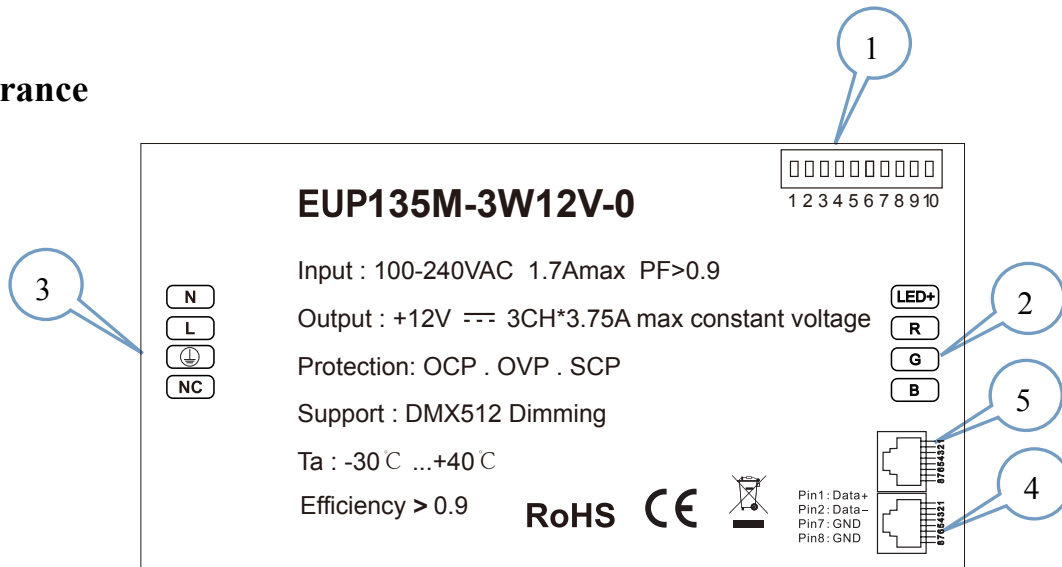 1
rance
1 2 3 4 5 6 7 8 9 10
EUP135M-3W12V-0
Input : 100-240VAC 1.7Amax PF>0.9
Output : +12V 3CH*3.75A max constant voltage
Protection: OCP . OVP . SCP
Support : DMX512 Dimming
Ta : -30℃ ...+40℃
Efficiency > 0.9
RoHS CE
3
N
L
NC
LED+
R
G
B
2
5
87654321
4
87654321
Pin1: Data+
Pin2: Data–
Pin7: GND
Pin8: GND